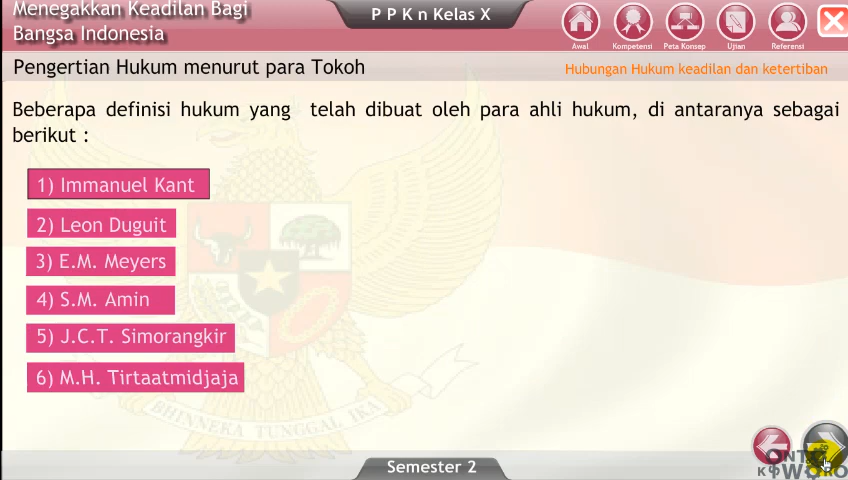 Menegakkan Keadilan Bagi
Bangsa Indonesia
P P K n Kelas X
Awal
Kompetensi
Peta Konsep
Ujian
Referensi
Pengertian Hukum menurut para Tokoh
Hubungan Hukum keadilan dan ketertiban
Beberapa definisi hukum yang telah dibuat oleh para ahli hukum, di antaranya sebagai
berikut :
1) Immanuel Kant
2) Leon Duguit
3) E.M. Meyers
4) S.M. Amin
5) J.C.T. Simorangkir
6) M.H. Tirtaatmidjaja
BHINNEKA TUNGGAL IKA
Semester 2